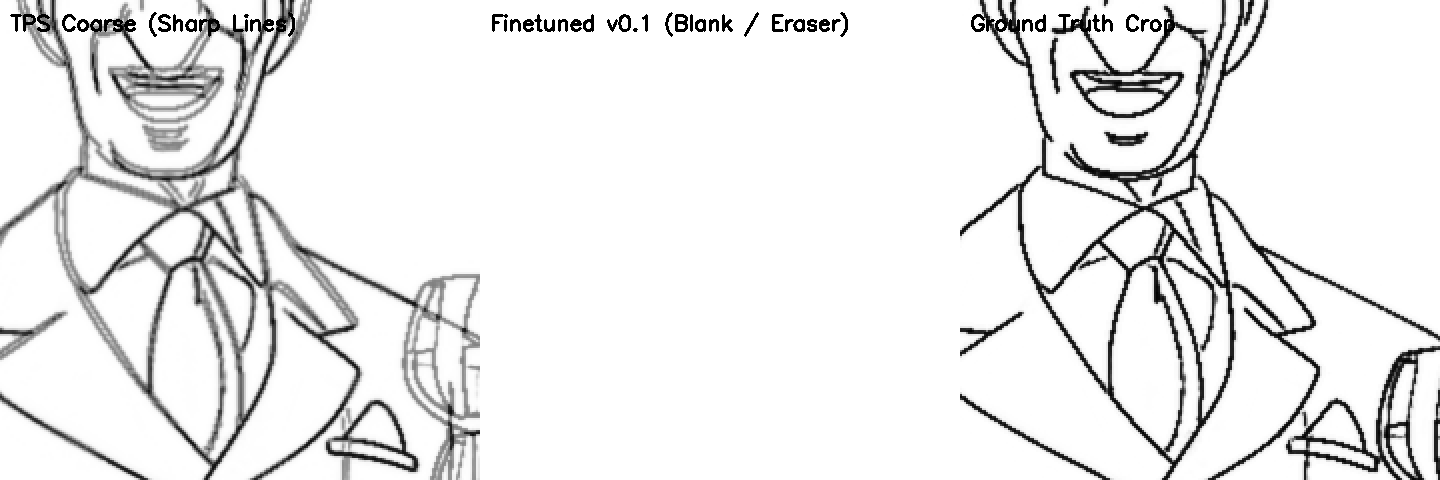 TPS Coarse (Sharp Lines)
Finetuned v0.1 (Blank / Eraser)
Ground Truth Crop